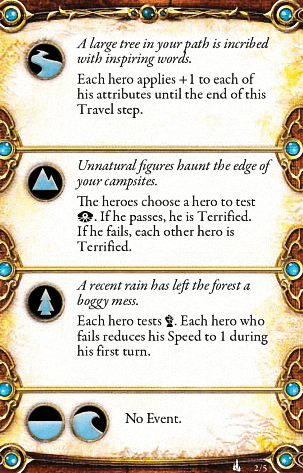 A large tree in your path is incribed
with inspiring words.
Each hero applies +1 to each of
his attributes until the end of this
Travel step.
Unnatural figures haunt the edge of
your campsites.
The heroes choose a hero to test
. If he passes, he is Terrified.
If he fails, each other hero is
Terrified.
A recent rain has left the forest a
boggy mess.
Each hero tests . Each hero who
fails reduces his Speed to 1 during
his first turn.
No Event.
2/5